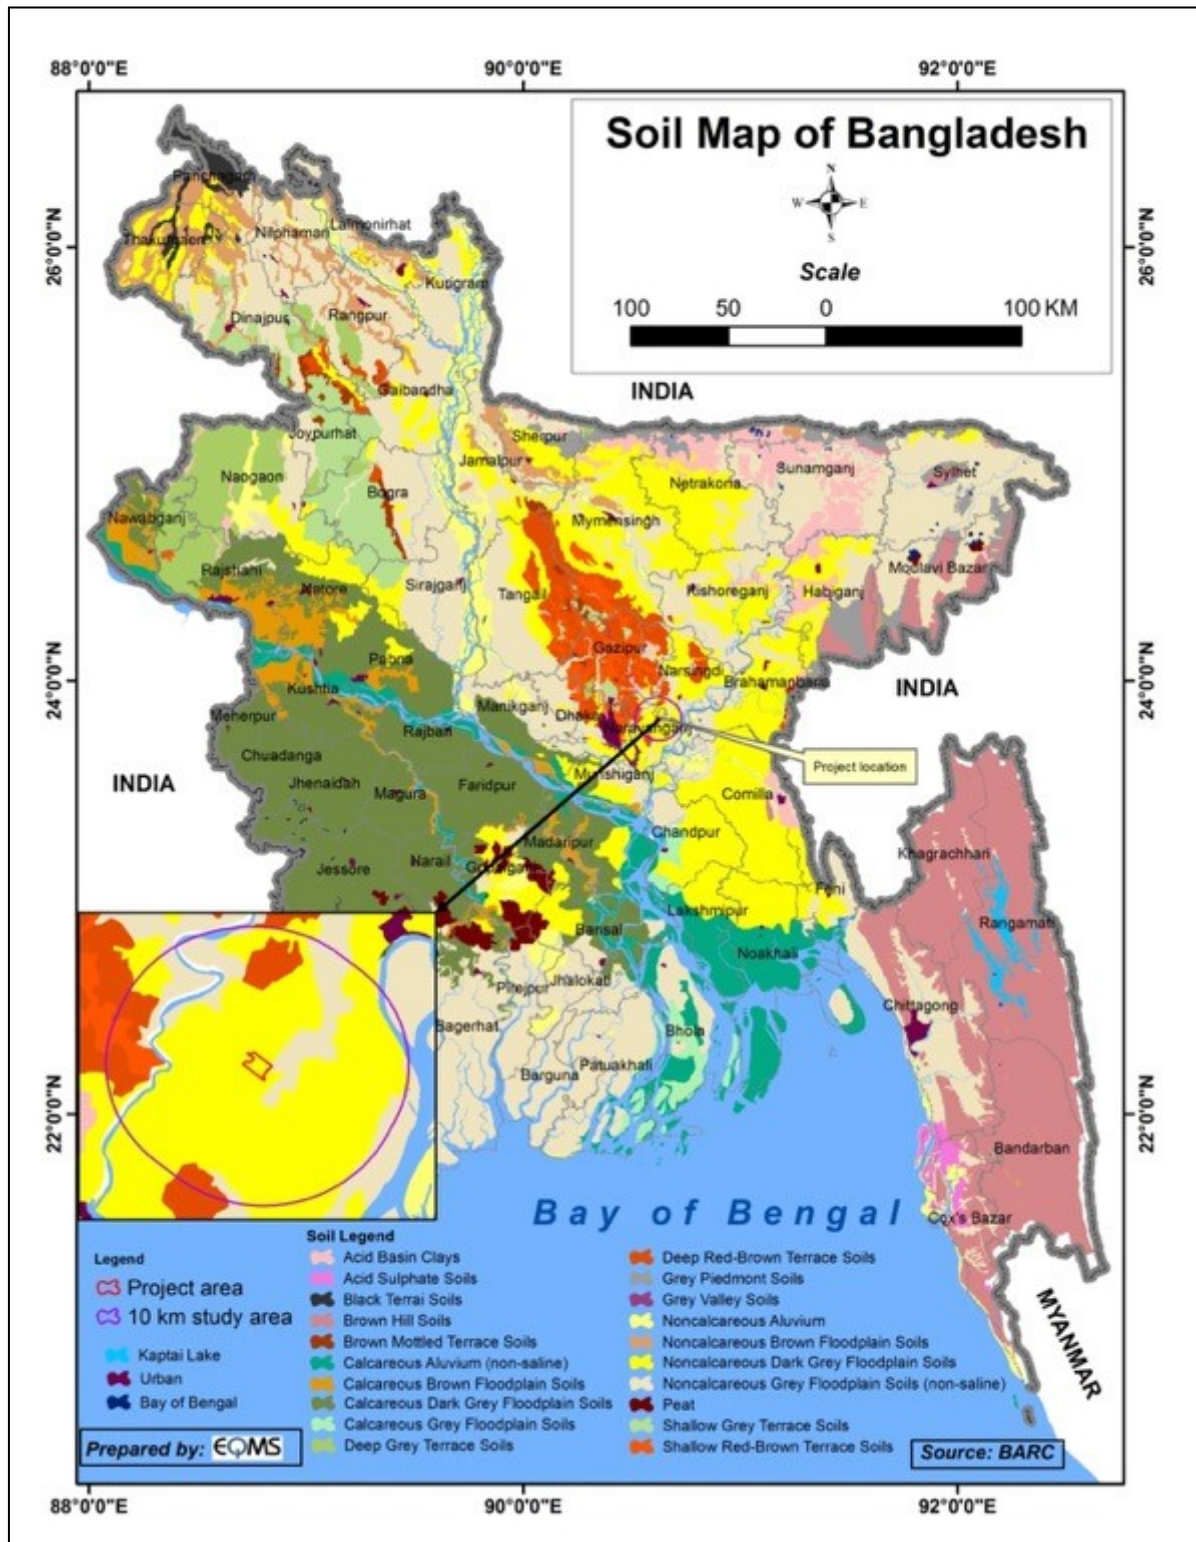 88°0'0"E
90°0'0"E
92°0'0"E
Soil Map of Bangladesh
N
W
E
S
Scale
100
50
0
100 KM
26°0'0"N
26°0'0"N
Lalmonirhat
Nilphamari
Kurigram
Dinajpur
Rangpur
Gaibandha
INDIA
Joypurhat
Sherpur
Jamalpur
Sunamganj
Sylhet
Naogaon
Netrakona
Bogra
Nawabganj
Mymensingh
Rajshahi
Natore
Sirajganj
Tangail
Kishoreganj
Habiganj
Moulavi Bazar
24°0'0"N
24°0'0"N
Gazipur
Pabna
Narsingdi
Kushtia
INDIA
Manikganj
Meherpur
Rajbari
Chuadanga
INDIA
Jhenaidah
Magura
Faridpur
Munshiganj
Project location
Comilla
Chandpur
Madaripur
Khagrachhari
Jessore
Narail
Feni
Lakshmipur
Rangamati
Barisal
Noakhali
Jhalokati
Pirejpur
Chittagong
Bagerhat
Bhola
Patuakhali
Barguna
22°0'0"N
22°0'0"N
Bandarban
Bay of Bengal
Cox's Bazar
MYANMAR
Legend
Project area
10 km study area
Kaptai Lake
Urban
Bay of Bengal
Soil Legend
Acid Basin Clays
Acid Sulphate Soils
Black Terrai Soils
Brown Hill Soils
Brown Mottled Terrace Soils
Calcareous Aluvium (non-saline)
Calcareous Brown Floodplain Soils
Calcareous Dark Grey Floodplain Soils
Calcareous Grey Floodplain Soils
Deep Grey Terrace Soils
Deep Red-Brown Terrace Soils
Grey Piedmont Soils
Grey Valley Soils
Noncalcareous Aluvium
Noncalcareous Brown Floodplain Soils
Noncalcareous Dark Grey Floodplain Soils
Noncalcareous Grey Floodplain Soils (non-saline)
Peat
Shallow Grey Terrace Soils
Shallow Red-Brown Terrace Soils
Prepared by: EQMS
Source: BARC
88°0'0"E
90°0'0"E
92°0'0"E